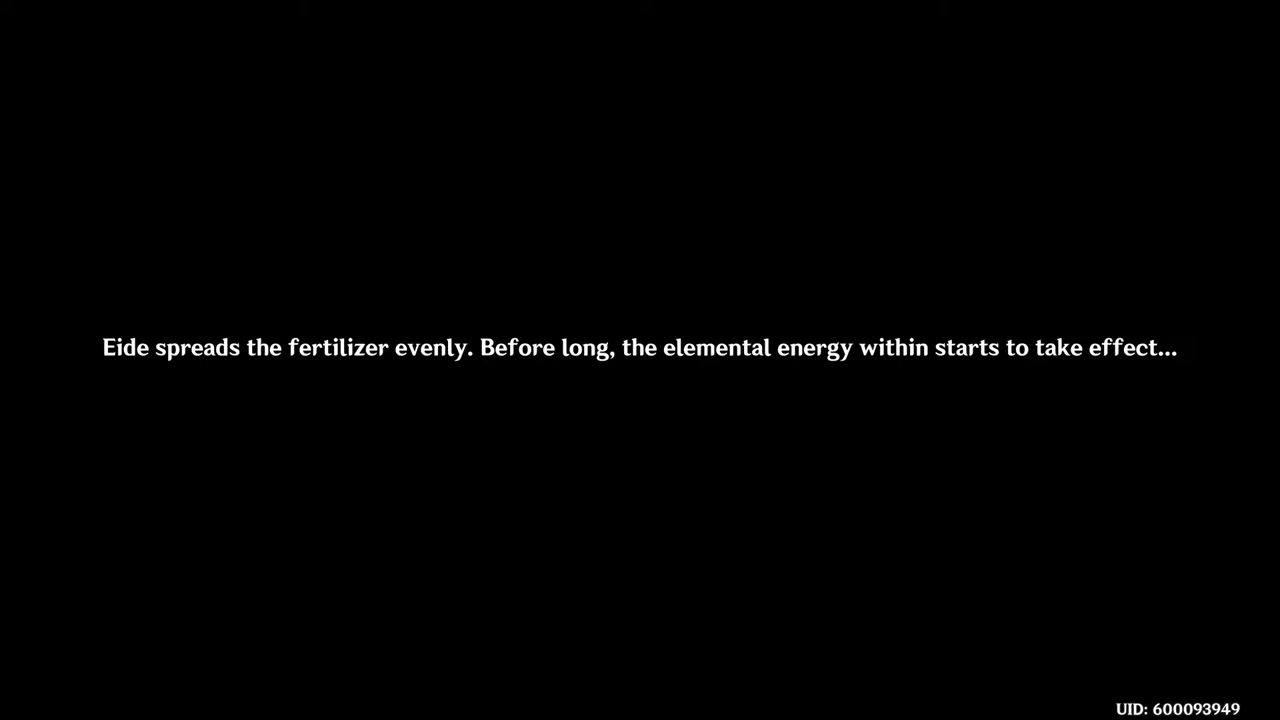 Eide spreads the fertilizer evenly. Before long, the elemental energy within starts to take effect...
UID: 600093949